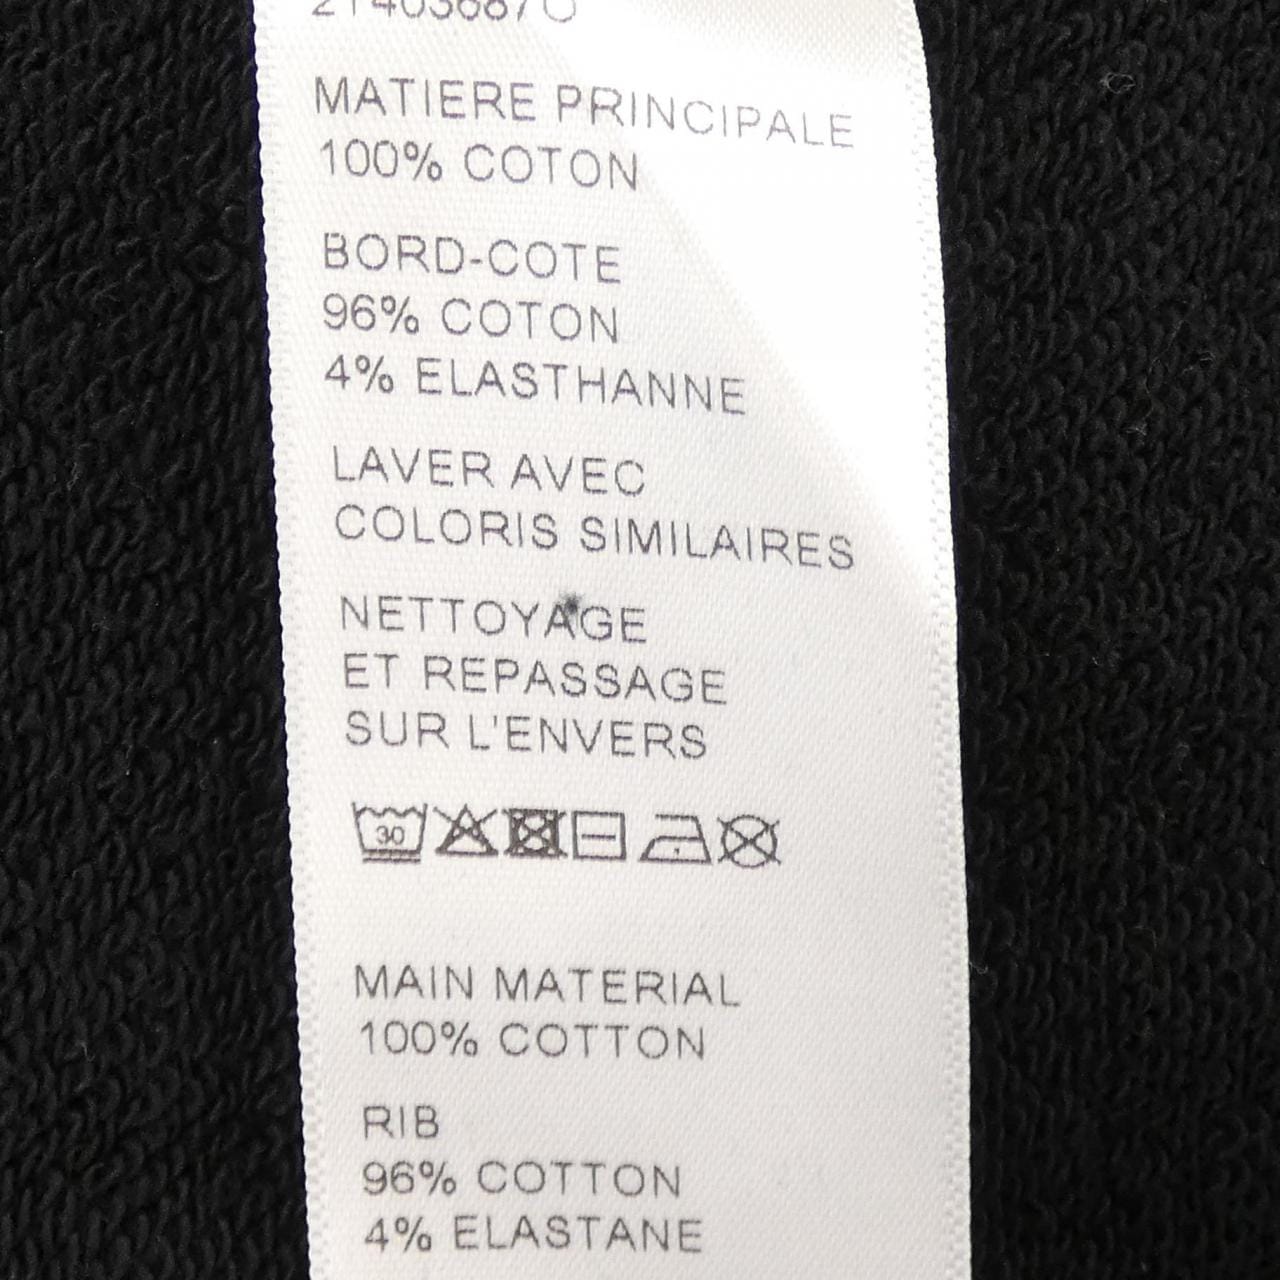 MATIERE PRINCIPALE
100% COTON
BORD-COTE
96% COTON
4% ELASTHANNE
LAVER AVEC
COLORIS SIMILAIRES
NETTOYAGE
ET REPASSAGE
SUR L'ENVERS
30
MAIN MATERIAL
100% COTTON
RIB
96% COTTON
4% ELASTANE